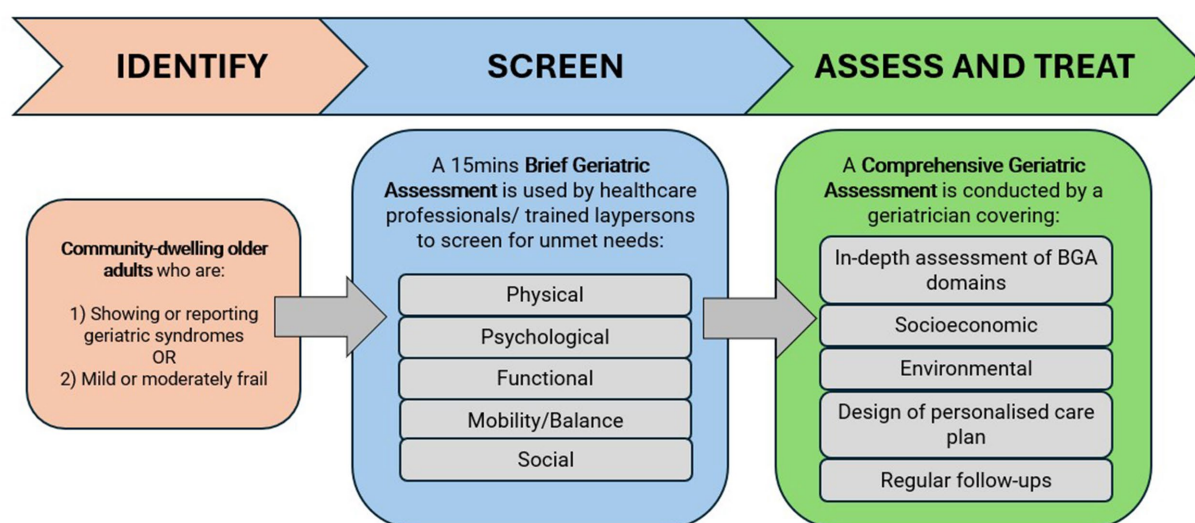 IDENTIFY
SCREEN
ASSESS AND TREAT
Community-dwelling older
adults who are:
1) Showing or reporting
geriatric syndromes
OR
2) Mild or moderately frail
A 15mins Brief Geriatric
Assessment is used by healthcare
professionals/ trained laypersons
to screen for unmet needs:
Physical
Psychological
Functional
Mobility/Balance
Social
A Comprehensive Geriatric
Assessment is conducted by a
geriatrician covering:
In-depth assessment of BGA
domains
Socioeconomic
Environmental
Design of personalised care
plan
Regular follow-ups